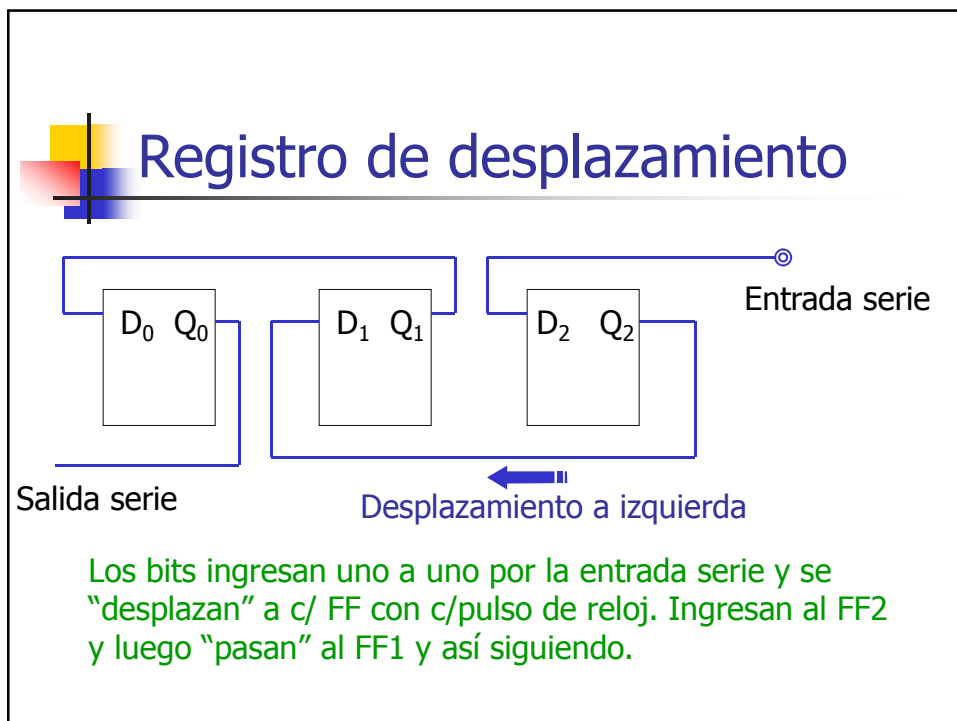 Registro de desplazamiento
Entrada serie
D₀ Q₀ D₁ Q₁ D₂ Q₂
Salida serie
Desplazamiento a izquierda
Los bits ingresan uno a uno por la entrada serie y se
“desplazan” a c/ FF con c/pulso de reloj. Ingresan al FF2
y luego “pasan” al FF1 y así siguiendo.